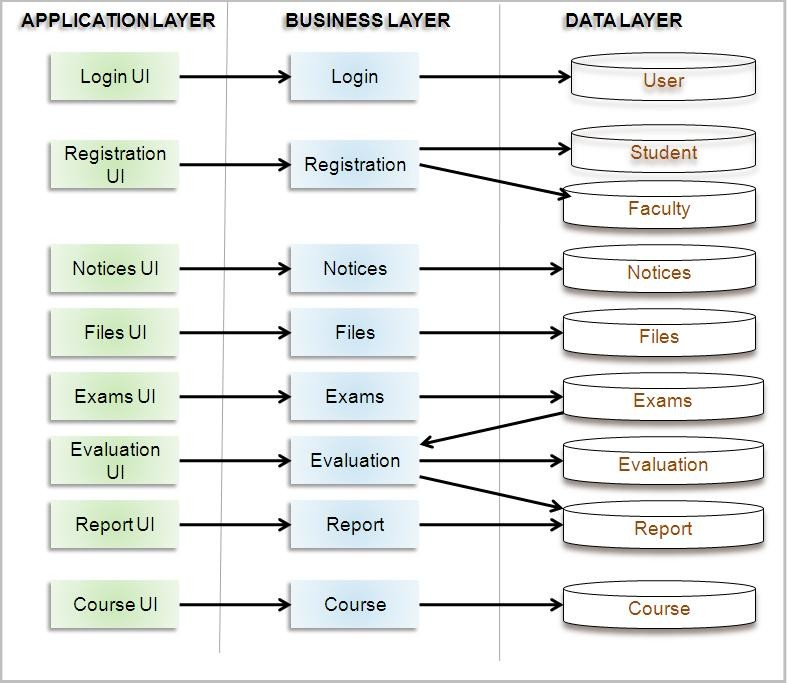 APPLICATION LAYER
BUSINESS LAYER
DATA LAYER
Login UI
Login
User
Registration
UI
Registration
Student
Faculty
Notices UI
Notices
Notices
Files UI
Files
Files
Exams UI
Exams
Exams
Evaluation
UI
Evaluation
Evaluation
Report UI
Report
Report
Course UI
Course
Course